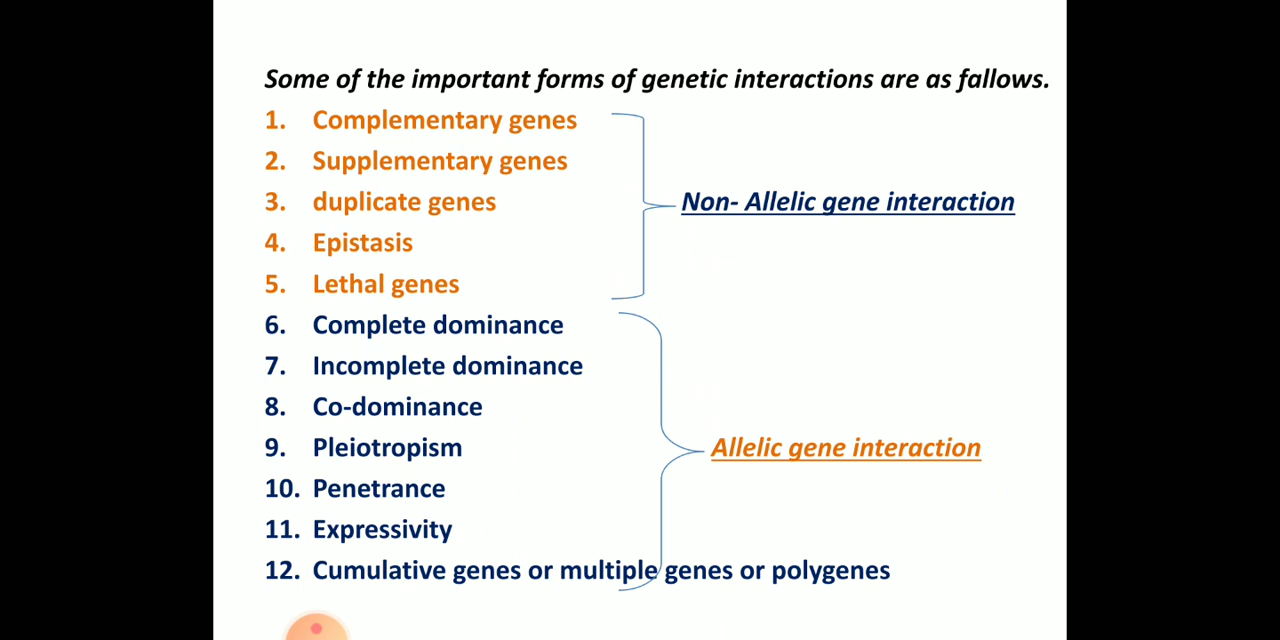 Some of the important forms of genetic interactions are as fallows.
1. Complementary genes
2. Supplementary genes
3. duplicate genes
Non- Allelic gene interaction
4. Epistasis
5. Lethal genes
6. Complete dominance
7. Incomplete dominance
8. Co-dominance
9. Pleiotropism
Allelic gene interaction
10. Penetrance
11. Expressivity
12. Cumulative genes or multiple genes or polygenes